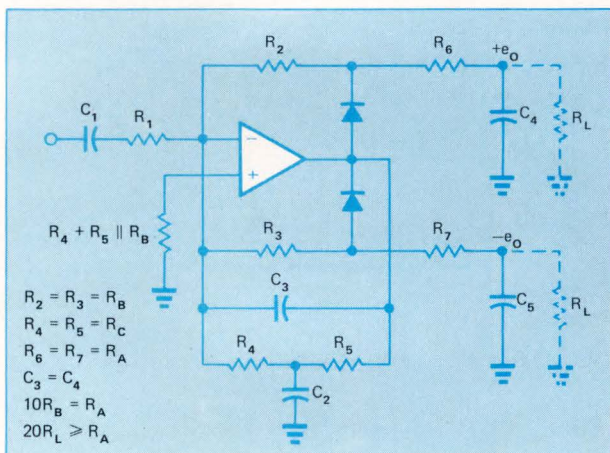 R2
R6
+eo
C1
R1
C4
RL
−
+
R4 + R5 || RB
R3
R7
−eo
C3
C5
RL
R2 = R3 = RB
R4 = R5 = RC
R6 = R7 = RA
C3 = C4
10RB = RA
20RL ≥ RA
R4
R5
C2